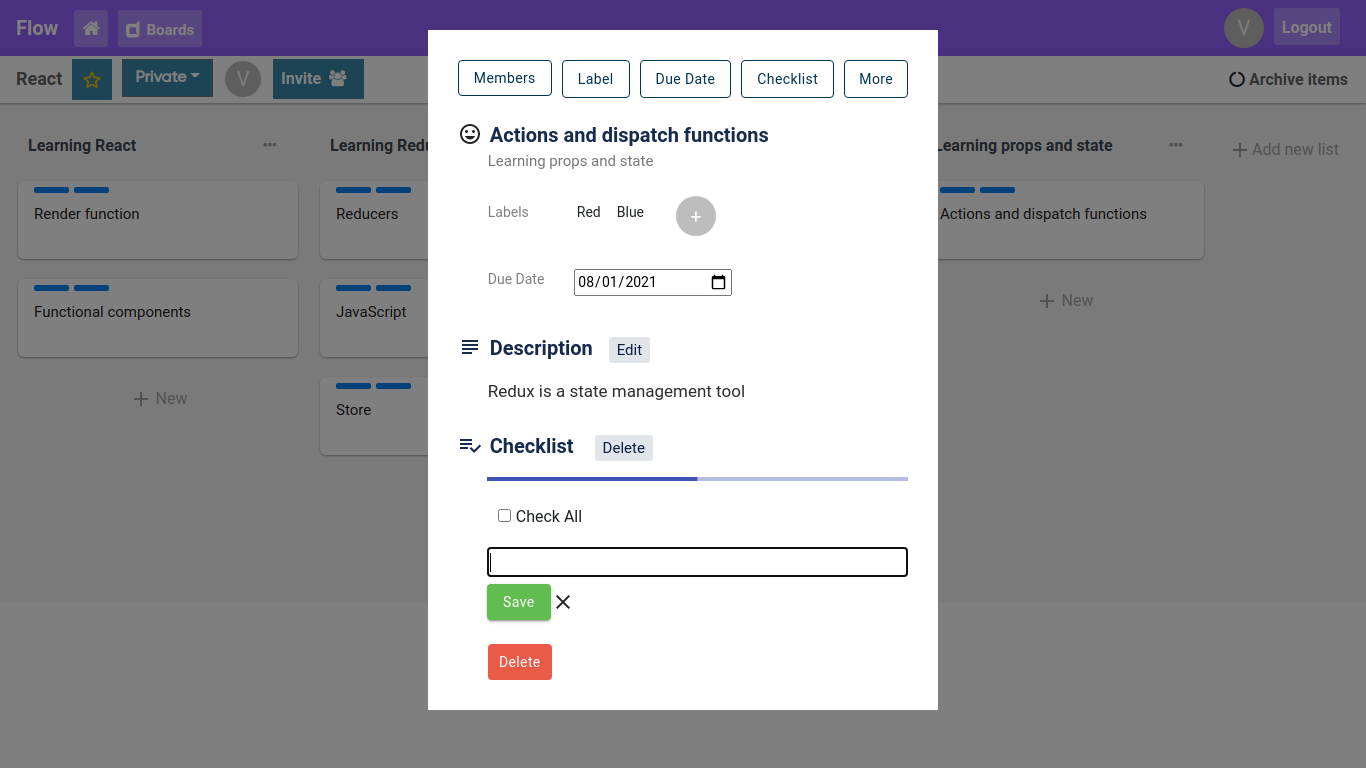 Flow
Boards
V
Logout
React
Private
V
Invite
Archive items
Members
Label
Due Date
Checklist
More
Learning React
Render function
Functional components
New
Learning Redu
Reducers
JavaScript
Store
Actions and dispatch functions
Learning props and state
Labels
Red
Blue
+
Due Date
08/01/2021
Description
Edit
Redux is a state management tool
Checklist
Delete
Check All
Save
Delete
Learning props and state
Actions and dispatch functions
New
Add new list